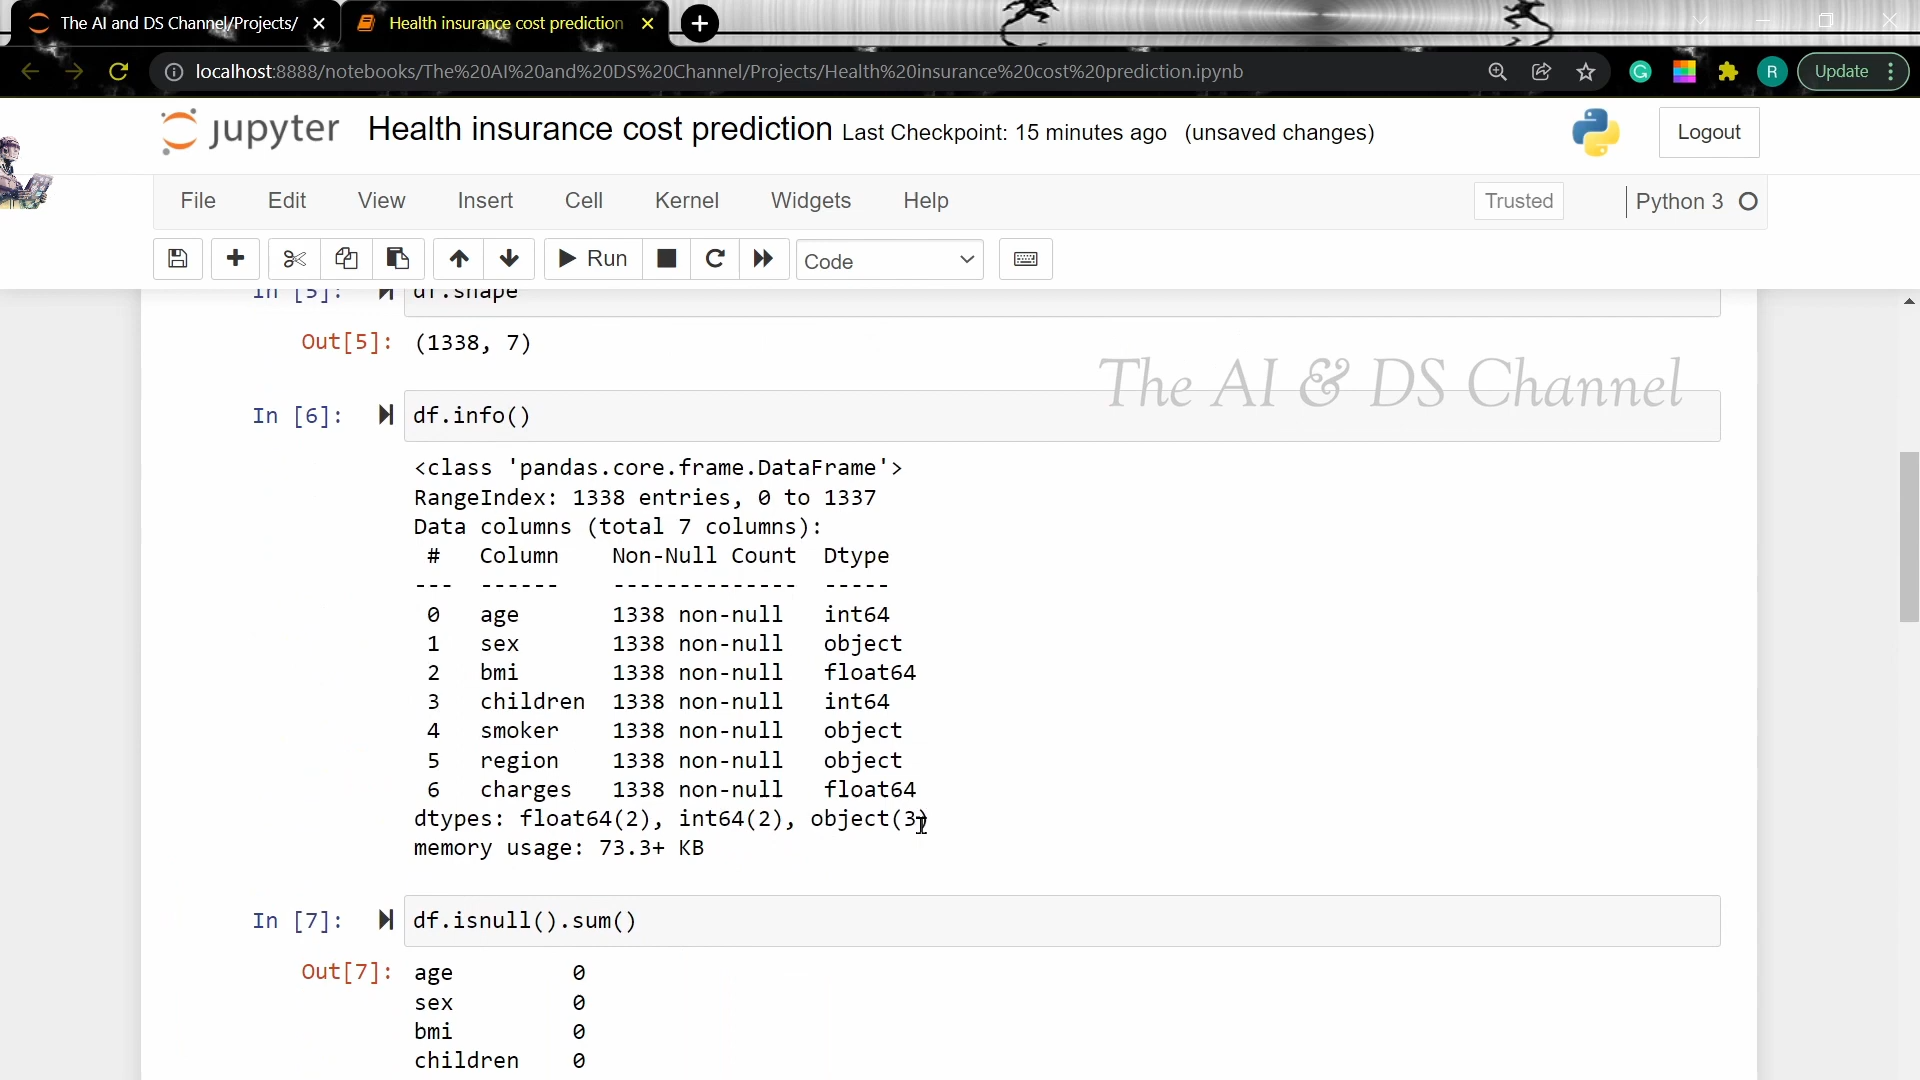 The AI and DS Channel/Projects/
Health insurance cost prediction
localhost:8888/notebooks/The%20AI%20and%20DS%20Channel/Projects/Health%20insurance%20cost%20prediction.ipynb
R
Update
jupyter Health insurance cost prediction Last Checkpoint: 15 minutes ago (unsaved changes)
Logout
File Edit View Insert Cell Kernel Widgets Help
Trusted
Python 3
Run
Code
In [5]: df.shape
Out[5]: (1338, 7)
The AI & DS Channel
In [6]: df.info()
<class 'pandas.core.frame.DataFrame'>
RangeIndex: 1338 entries, 0 to 1337
Data columns (total 7 columns):
# Column Non-Null Count Dtype
--- ------ -------------- -----
0 age 1338 non-null int64
1 sex 1338 non-null object
2 bmi 1338 non-null float64
3 children 1338 non-null int64
4 smoker 1338 non-null object
5 region 1338 non-null object
6 charges 1338 non-null float64
dtypes: float64(2), int64(2), object(3)
memory usage: 73.3+ KB
In [7]: df.isnull().sum()
Out[7]: age 0
sex 0
bmi 0
children 0